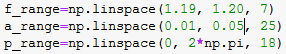 f_range=np.linspace(1.19, 1.20, 7)
a_range=np.linspace(0.01, 0.05, 25)
p_range=np.linspace(0, 2*np.pi, 18)